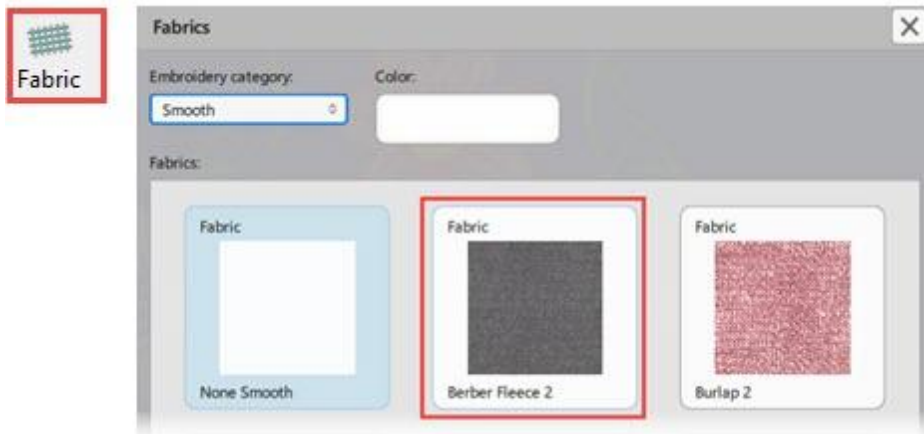 Fabric
Fabrics
Embroidery category:
Color:
Smooth
Fabrics:
Fabric
None Smooth
Fabric
Berber Fleece 2
Fabric
Burlap 2